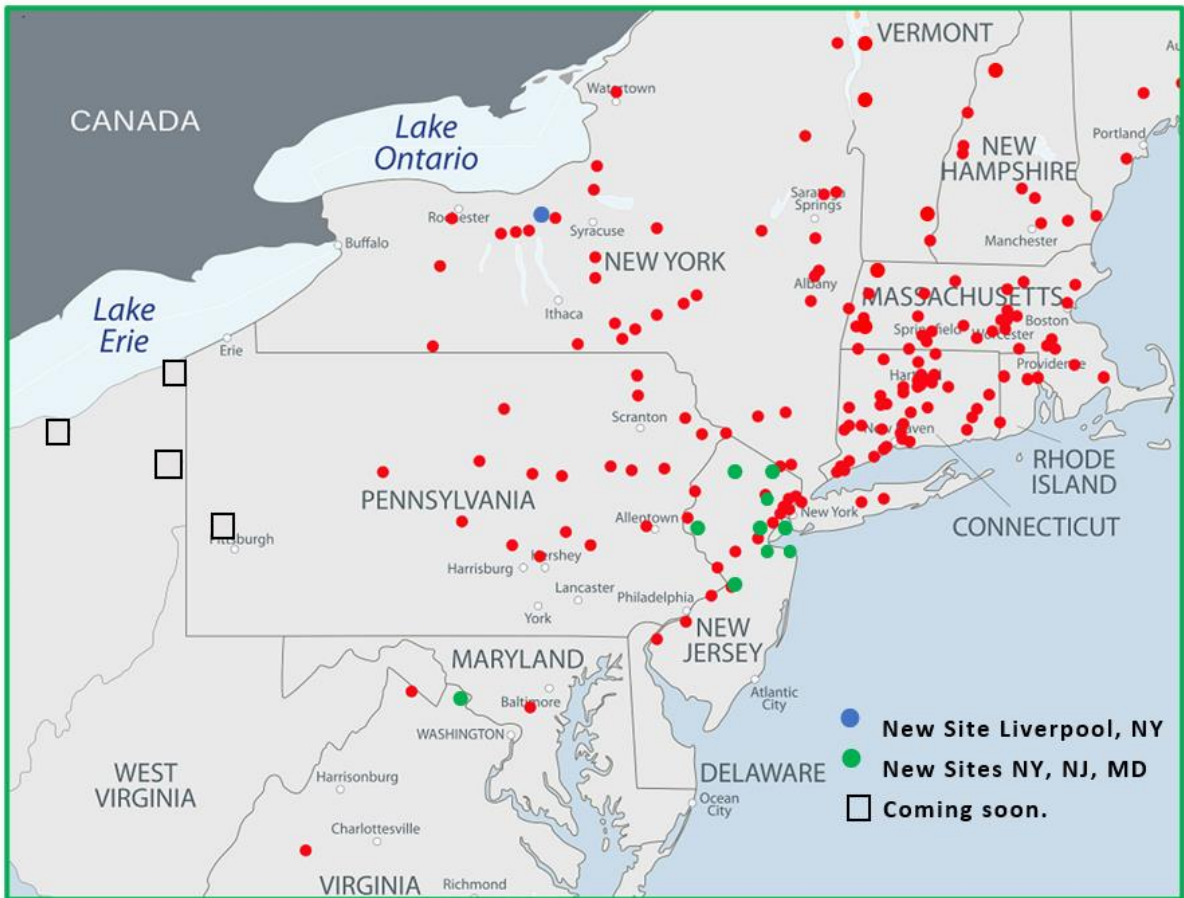 VERMONT
CANADA
Watertown
Lake
Ontario
Portland
NEW
HAMPSHIRE
Saratoga
Springs
Rochester
Syracuse
Manchester
Buffalo
NEW YORK
Albany
MASSACHUSETTS
Lake
Erie
Ithaca
Springfield
Worcester
Boston
Erie
Hartford
Providence
Scranton
New Haven
RHODE
ISLAND
PENNSYLVANIA
Allentown
New York
CONNECTICUT
Pittsburgh
Hershey
Harrisburg
Lancaster
York
Philadelphia
NEW
JERSEY
MARYLAND
Baltimore
Atlantic
City
WASHINGTON
New Site Liverpool, NY
WEST
VIRGINIA
Harrisonburg
DELAWARE
New Sites NY, NJ, MD
Ocean
City
Coming soon.
Charlottesville
VIRGINIA
Richmond